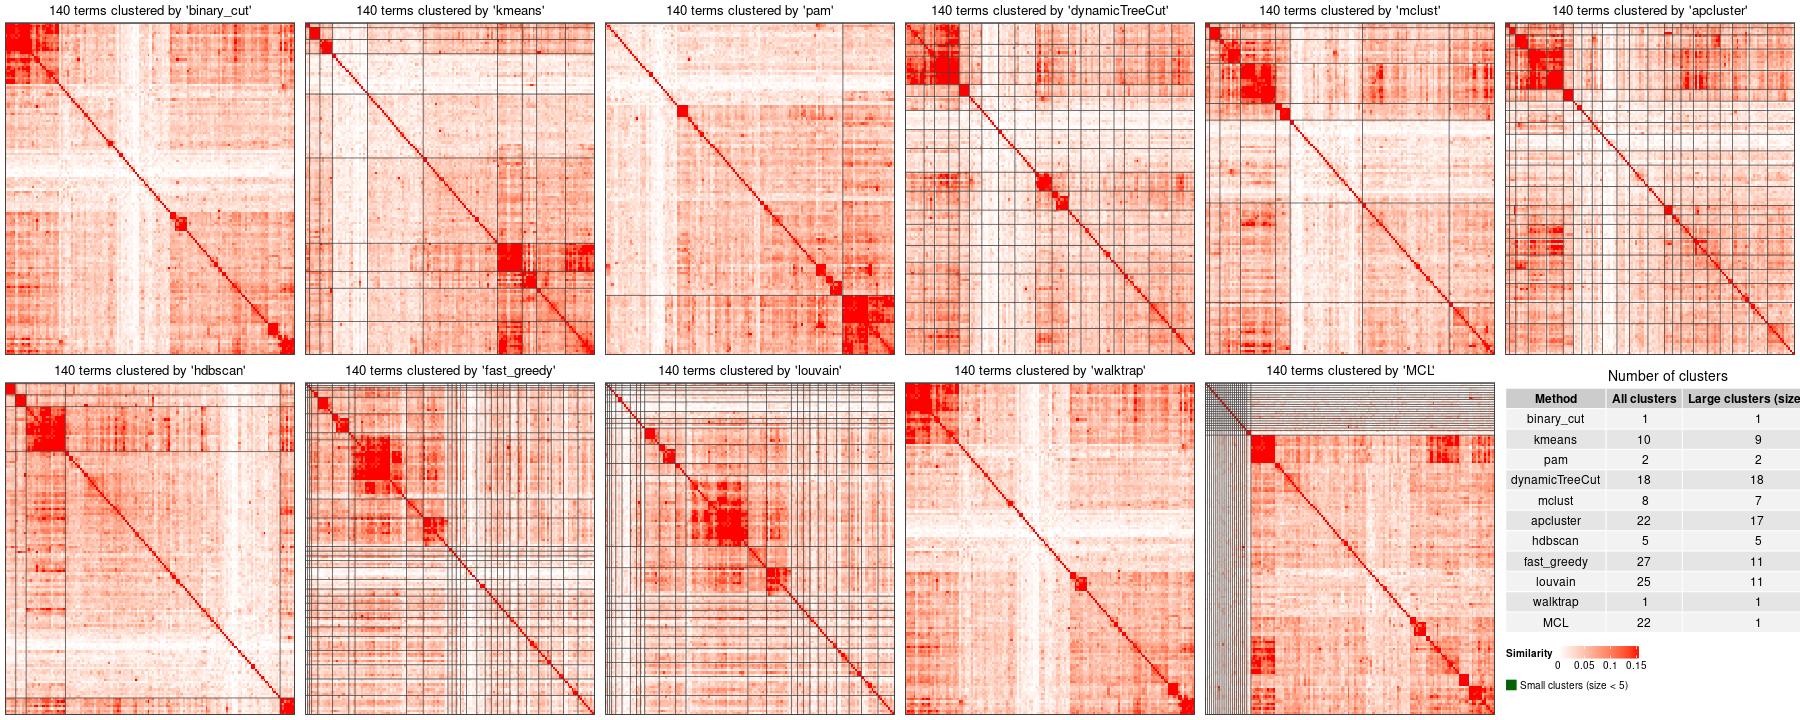 140 terms clustered by 'binary_cut'
140 terms clustered by 'kmeans'
140 terms clustered by 'pam'
140 terms clustered by 'dynamicTreeCut'
140 terms clustered by 'mclust'
140 terms clustered by 'apcluster'
140 terms clustered by 'hdbscan'
140 terms clustered by 'fast_greedy'
140 terms clustered by 'louvain'
140 terms clustered by 'walktrap'
140 terms clustered by 'MCL'
Number of clusters
Method All clusters Large clusters (size
binary_cut 1 1
kmeans 10 9
pam 2 2
dynamicTreeCut 18 18
mclust 8 7
apcluster 22 17
hdbscan 5 5
fast_greedy 27 11
louvain 25 11
walktrap 1 1
MCL 22 1
Similarity
0 0.05 0.1 0.15
Small clusters (size < 5)